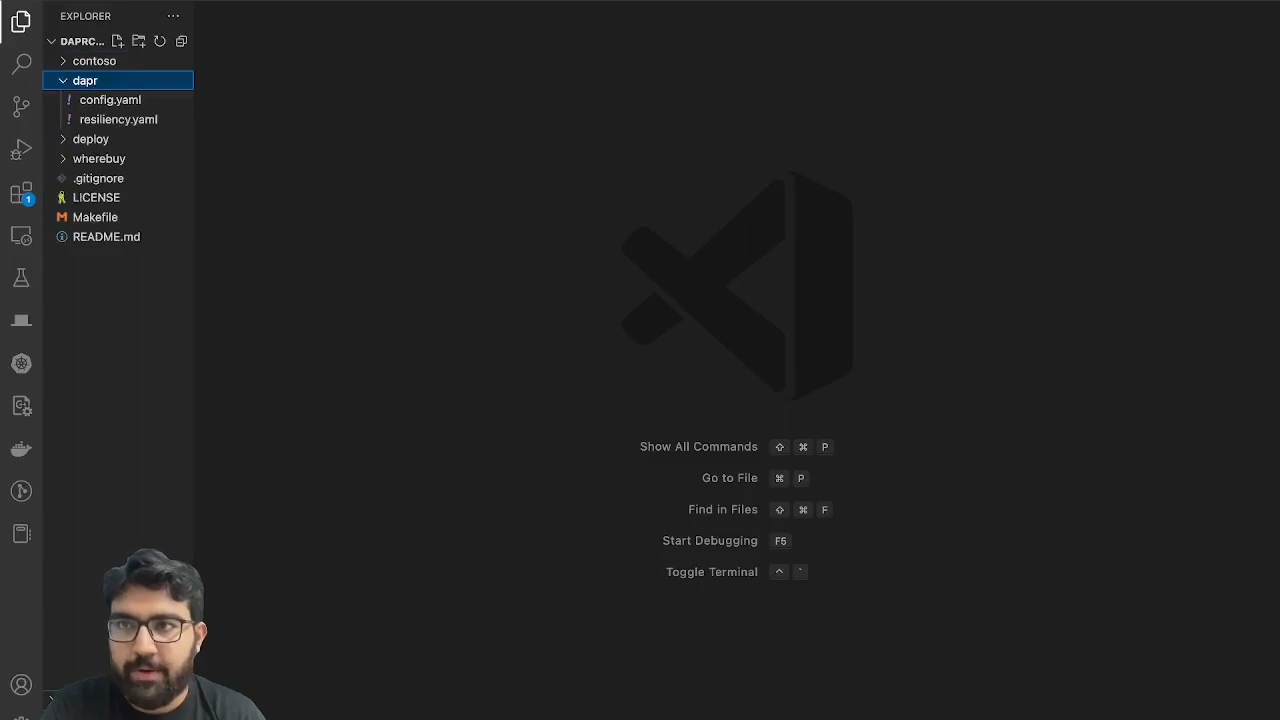 EXPLORER
DAPRC...
contoso
dapr
! config.yaml
! resiliency.yaml
deploy
wherebuy
.gitignore
LICENSE
Makefile
README.md
1
Show All Commands ⇧ ⌘ P
Go to File ⌘ P
Find in Files ⇧ ⌘ F
Start Debugging F5
Toggle Terminal ^ `